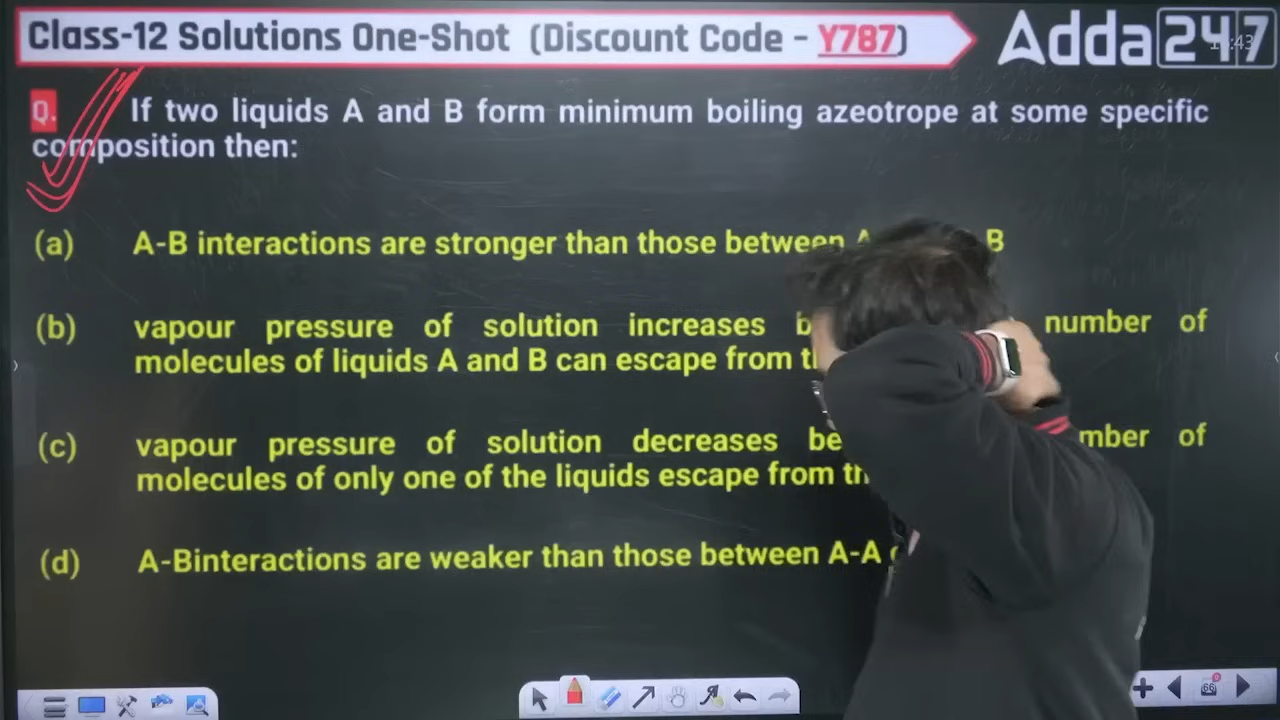 Class-12 Solutions One-Shot (Discount Code - Y787)
Adda 247
Q. If two liquids A and B form minimum boiling azeotrope at some specific
composition then:
(a) A-B interactions are stronger than those between B
(b) vapour pressure of solution increases number of
molecules of liquids A and B can escape from
(c) vapour pressure of solution decreases of
molecules of only one of the liquids escape from
(d) A-Binteractions are weaker than those between A-A
66